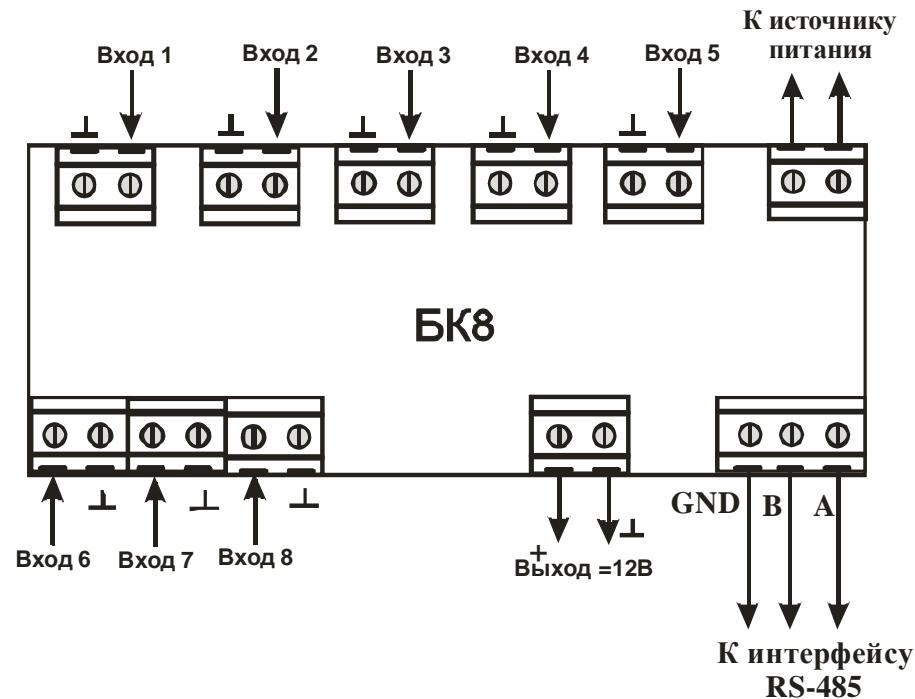 К источнику
питания
Вход 1
Вход 2
Вход 3
Вход 4
Вход 5
БК8
GND
B
A
Вход 6
Вход 7
Вход 8
+
Выход =12В
К интерфейсу
RS-485